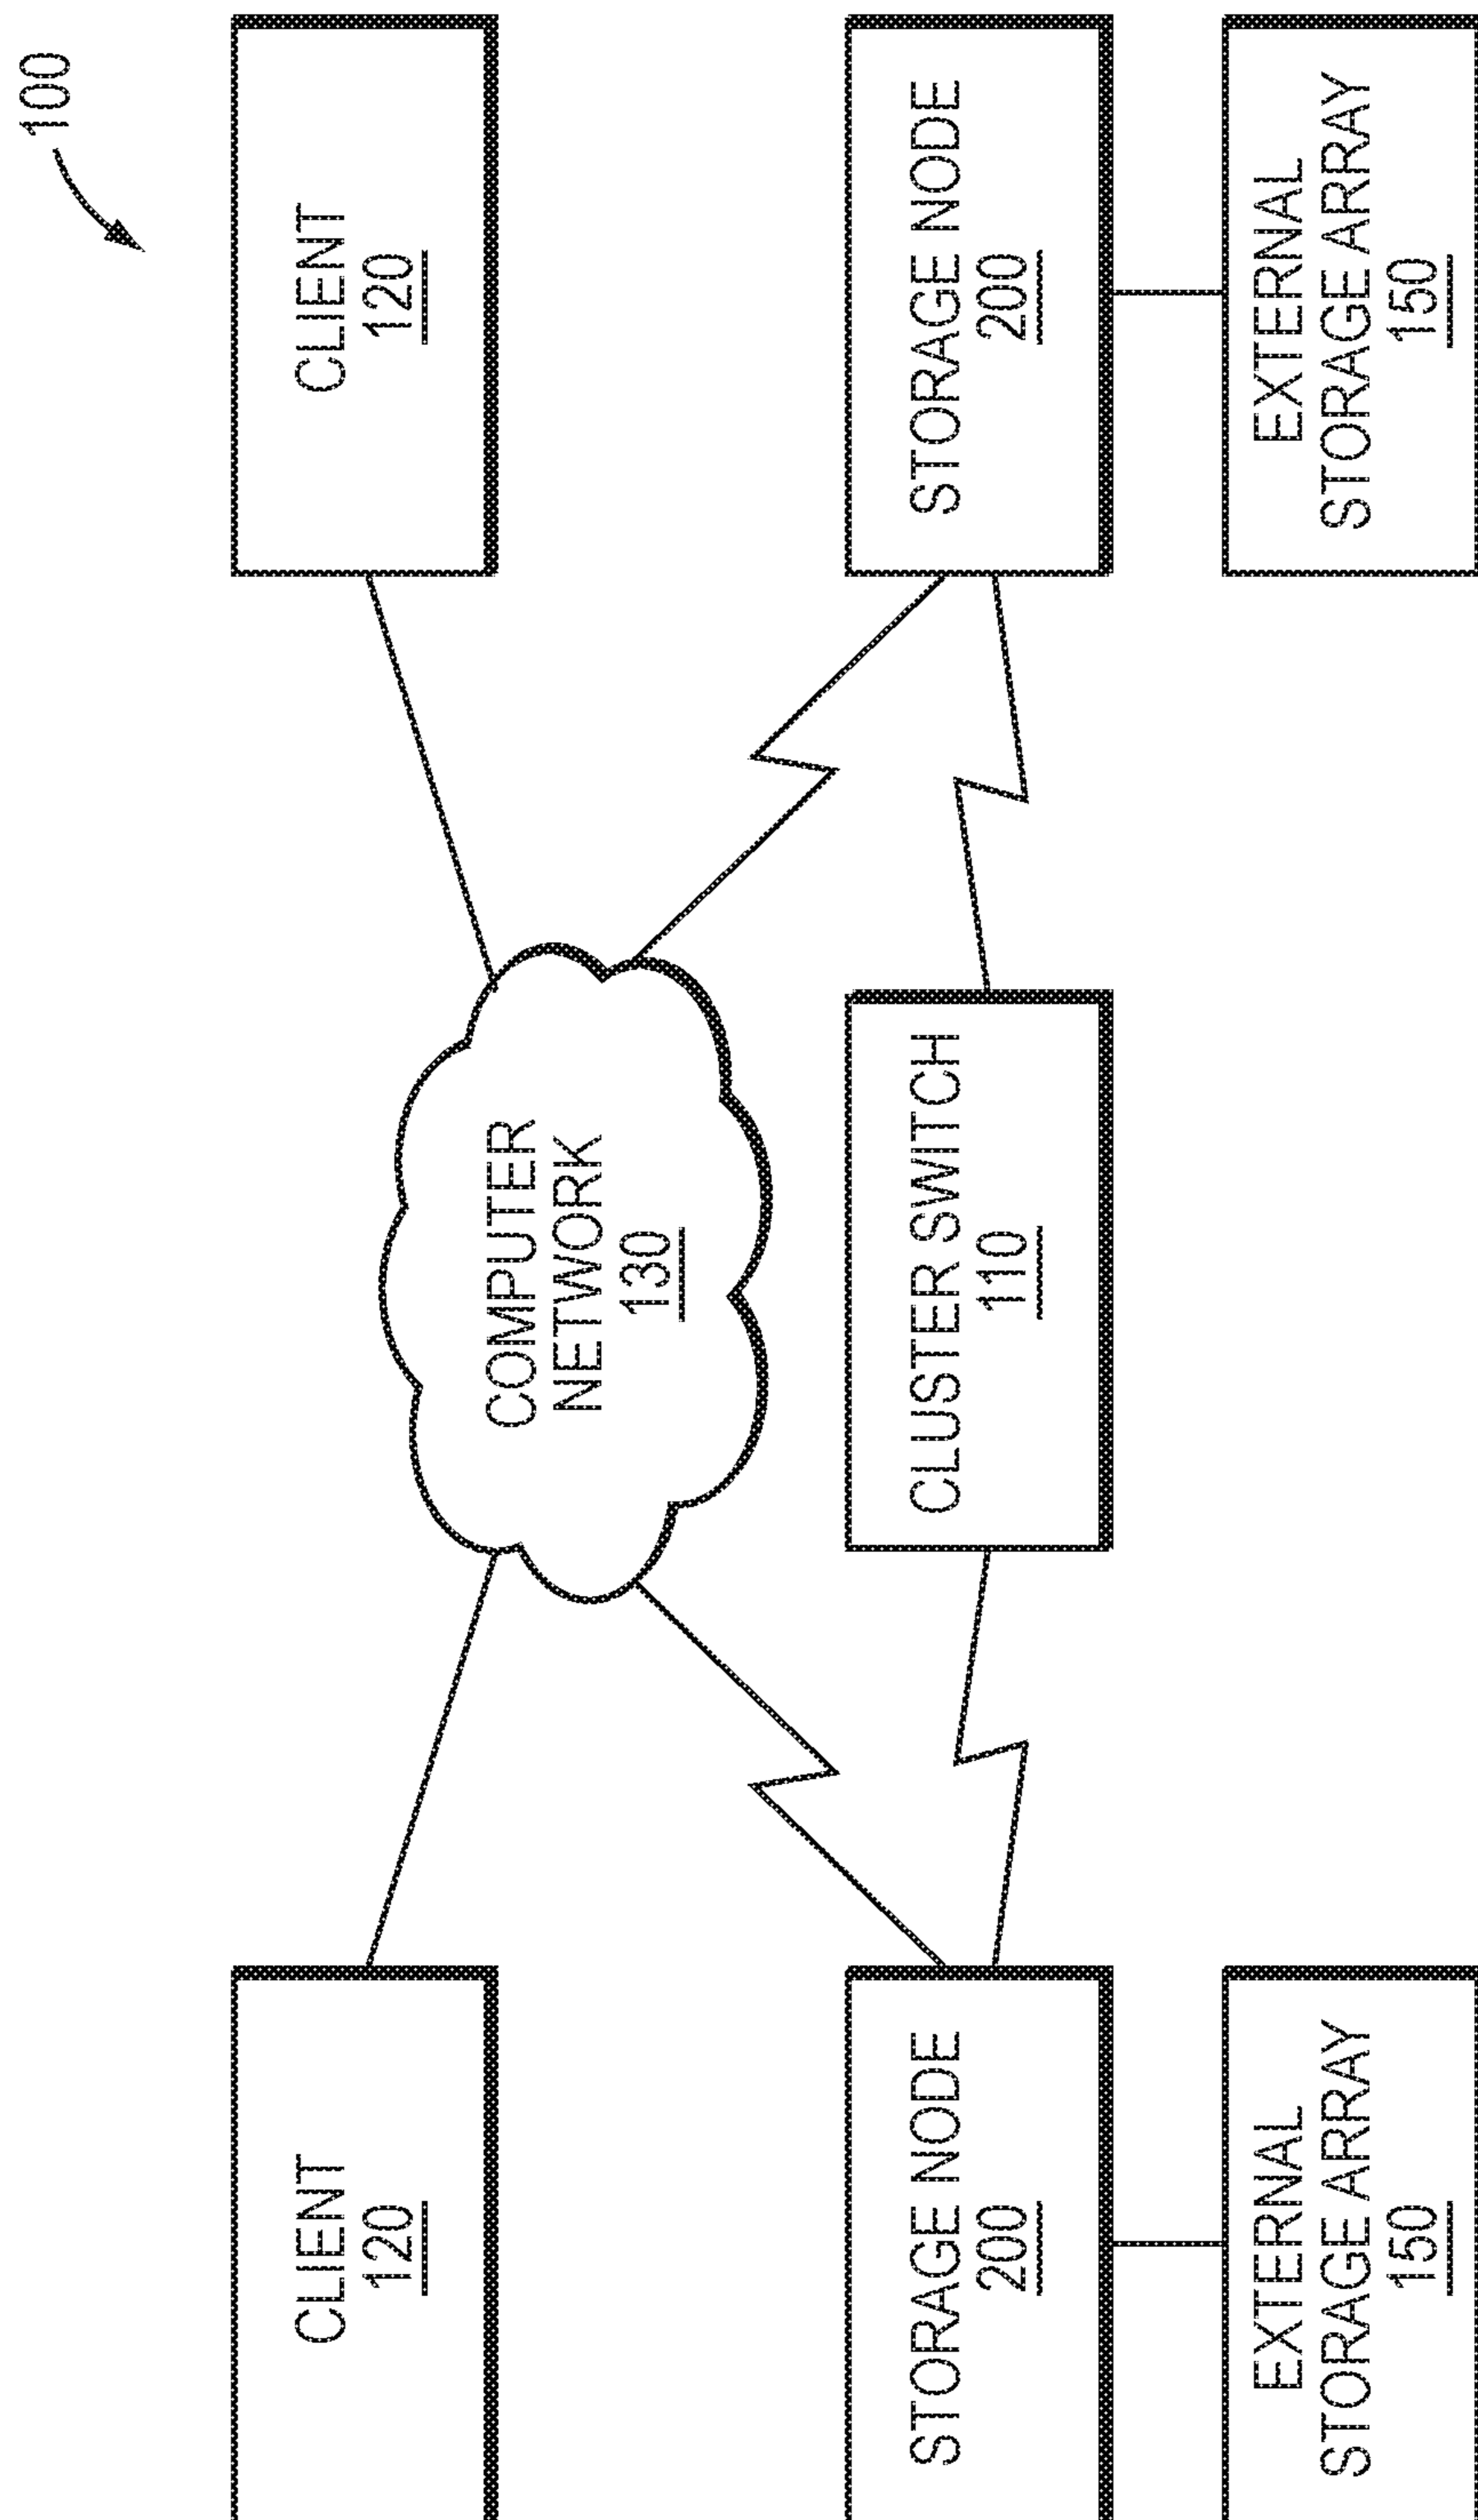 100
CLIENT
120
CLIENT
120
COMPUTER
NETWORK
130
STORAGE NODE
200
CLUSTER SWITCH
110
STORAGE NODE
200
EXTERNAL
STORAGE ARRAY
150
EXTERNAL
STORAGE ARRAY
150